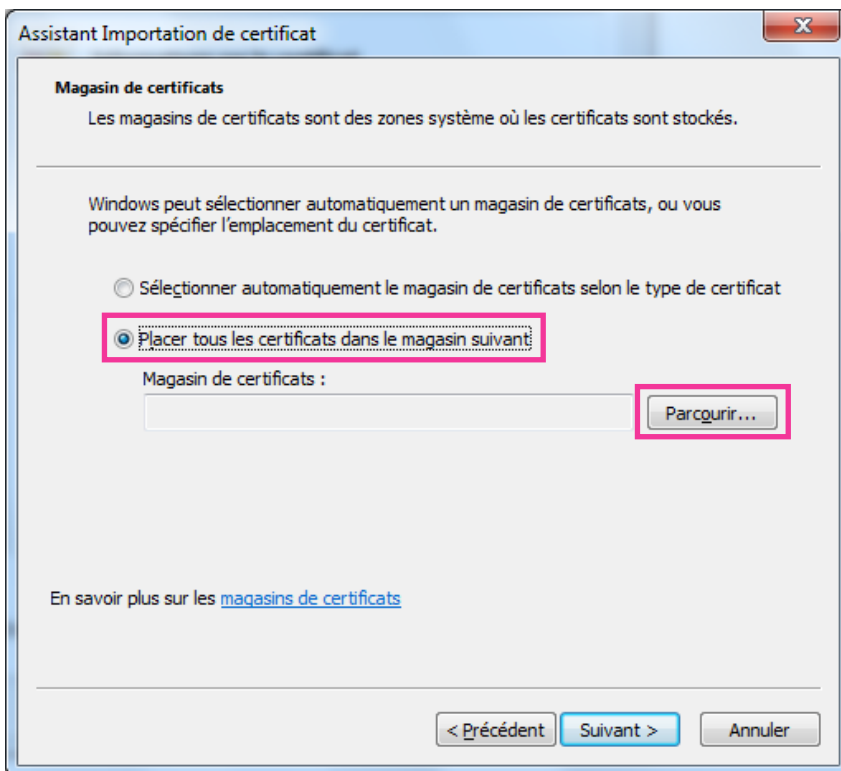 Assistant Importation de certificat
Magasin de certificats
Les magasins de certificats sont des zones système où les certificats sont stockés.
Windows peut sélectionner automatiquement un magasin de certificats, ou vous
pouvez spécifier l'emplacement du certificat.
Sélectionner automatiquement le magasin de certificats selon le type de certificat
Placer tous les certificats dans le magasin suivant
Magasin de certificats :
Parcourir...
En savoir plus sur les magasins de certificats
< Précédent Suivant > Annuler